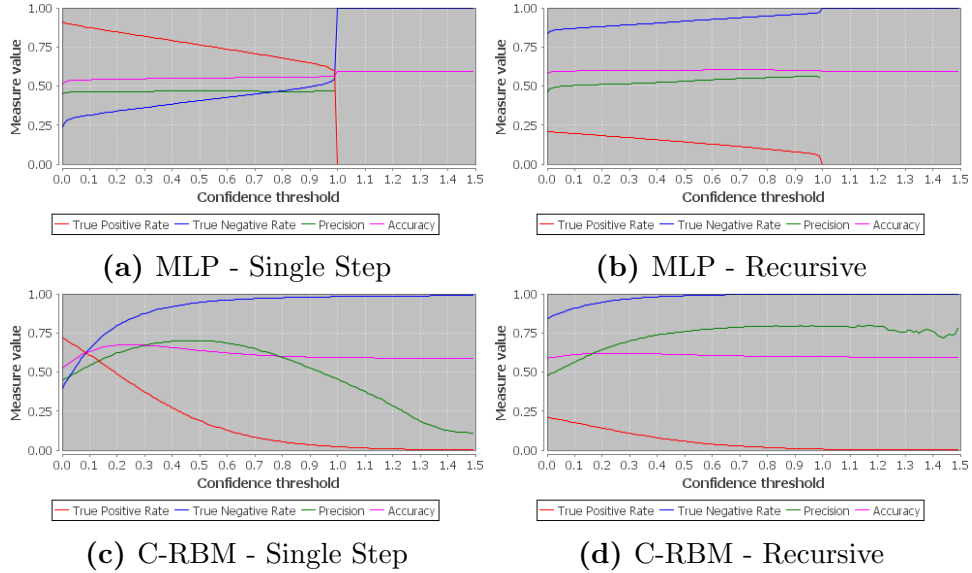 1.00
0.75
0.50
0.25
0.00
Measure value
0.0 0.1 0.2 0.3 0.4 0.5 0.6 0.7 0.8 0.9 1.0 1.1 1.2 1.3 1.4 1.5
Confidence threshold
True Positive Rate True Negative Rate Precision Accuracy
(a) MLP - Single Step
1.00
0.75
0.50
0.25
0.00
Measure value
0.0 0.1 0.2 0.3 0.4 0.5 0.6 0.7 0.8 0.9 1.0 1.1 1.2 1.3 1.4 1.5
Confidence threshold
True Positive Rate True Negative Rate Precision Accuracy
(b) MLP - Recursive
1.00
0.75
0.50
0.25
0.00
Measure value
0.0 0.1 0.2 0.3 0.4 0.5 0.6 0.7 0.8 0.9 1.0 1.1 1.2 1.3 1.4 1.5
Confidence threshold
True Positive Rate True Negative Rate Precision Accuracy
(c) C-RBM - Single Step
1.00
0.75
0.50
0.25
0.00
Measure value
0.0 0.1 0.2 0.3 0.4 0.5 0.6 0.7 0.8 0.9 1.0 1.1 1.2 1.3 1.4 1.5
Confidence threshold
True Positive Rate True Negative Rate Precision Accuracy
(d) C-RBM - Recursive